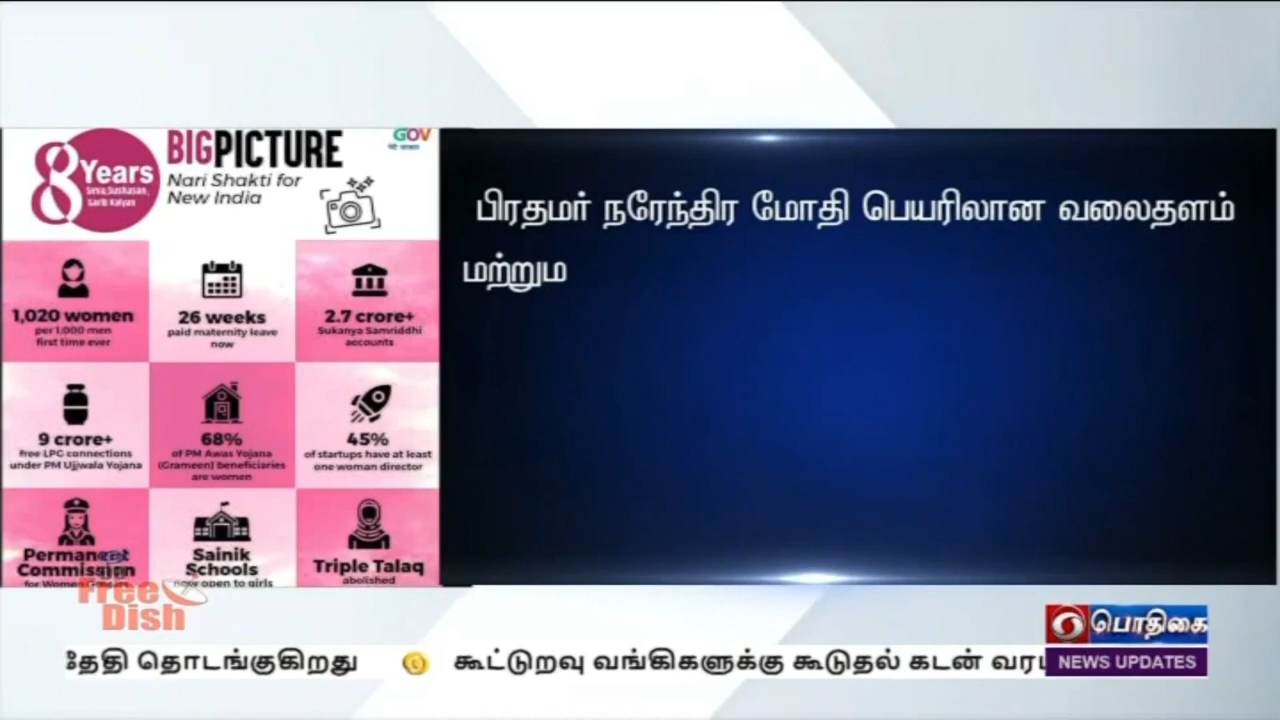 8 Years
Seva, Sushasan,
Garib Kalyan
BIGPICTURE
Nari Shakti for
New India
GOV
मेरी सरकार
1,020 women
per 1,000 men
first time ever
26 weeks
paid maternity leave
now
2.7 crore+
Sukanya Samriddhi
accounts
9 crore+
free LPG connections
under PM Ujjwala Yojana
68%
of PM Awas Yojana
(Grameen) beneficiaries
are women
45%
of startups have at least
one woman director
Permanent
Commission
for Women
Sainik
Schools
now open to girls
Triple Talaq
abolished
பிரதமர் நரேந்திர மோதி பெயரிலான வலைதளம்
மற்றும
Free
Dish
பொதிகை
NEWS UPDATES
தேதி தொடங்குகிறது கூட்டுறவு வங்கிகளுக்கு கூடுதல் கடன்